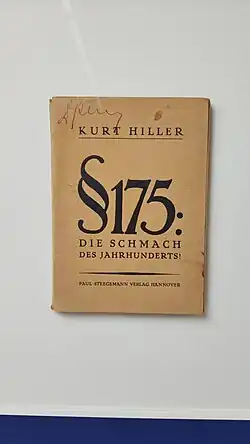 KURT HILLER
§175:
DIE SCHMACH
DES JAHRHUNDERTS!
PAUL STEEGEMANN VERLAG HANNOVER